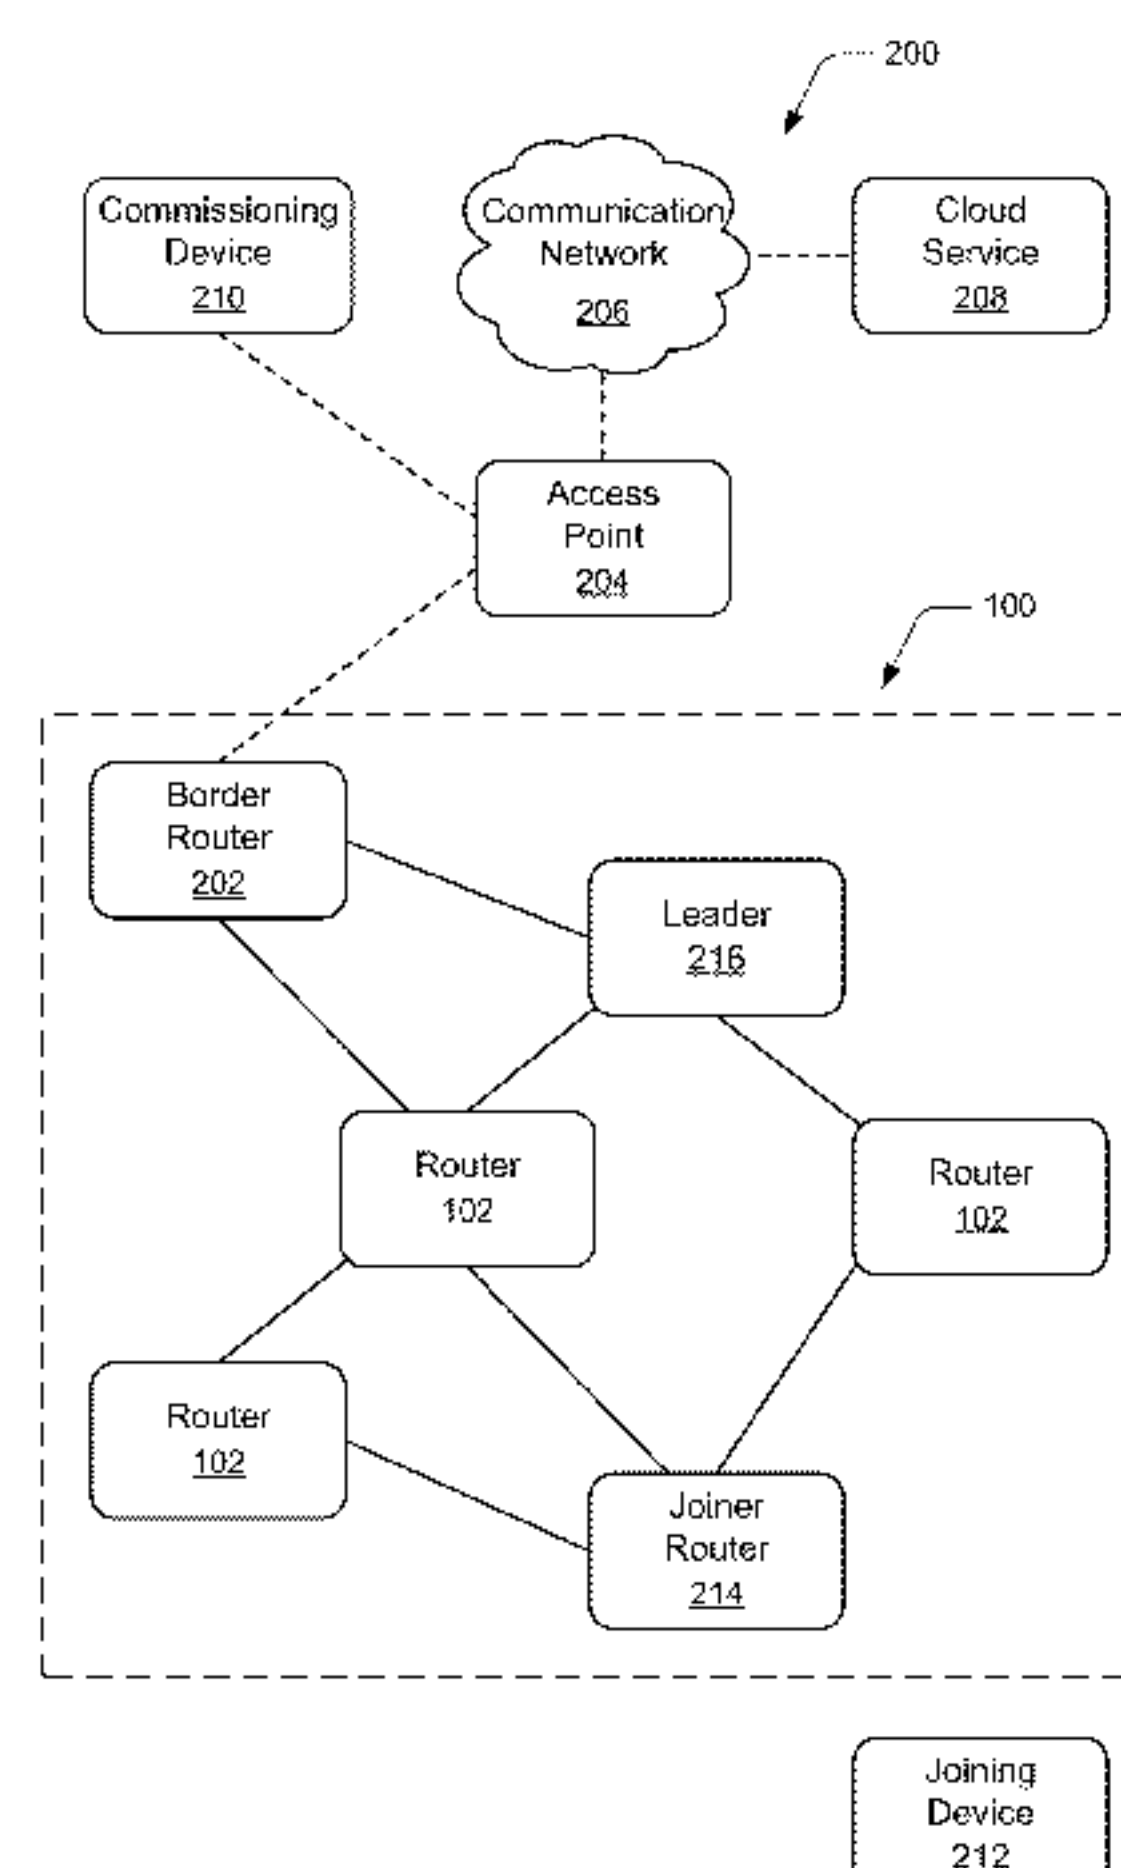 200
Commissioning
Device
210
Communication
Network
206
Cloud
Service
208
Access
Point
204
100
Border
Router
202
Leader
216
Router
102
Router
102
Router
102
Joiner
Router
214
Joining
Device
212